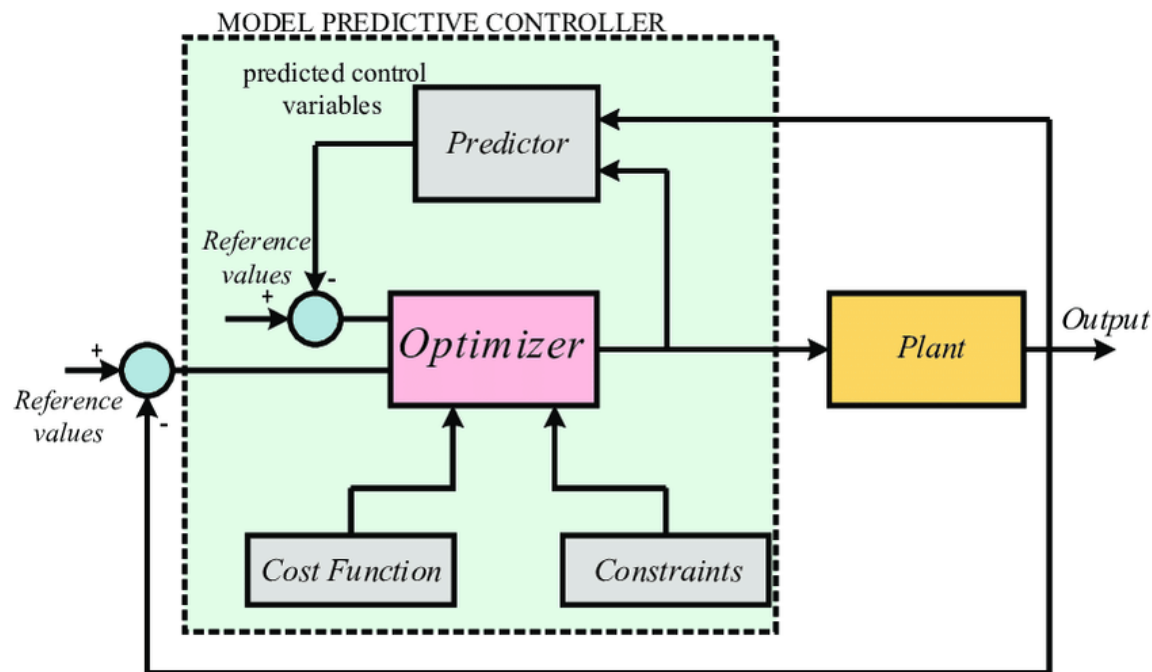 MODEL PREDICTIVE CONTROLLER
predicted control
variables
Predictor
Reference
values
-
+
Optimizer
Plant
Output
+
Reference
values
-
Cost Function
Constraints